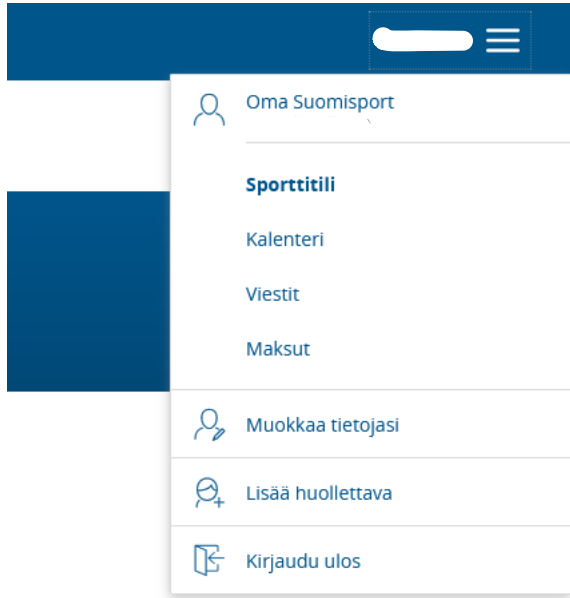 Oma Suomisport
Sporttitili
Kalenteri
Viestit
Maksut
Muokkaa tietojasi
Lisää huollettava
Kirjaudu ulos